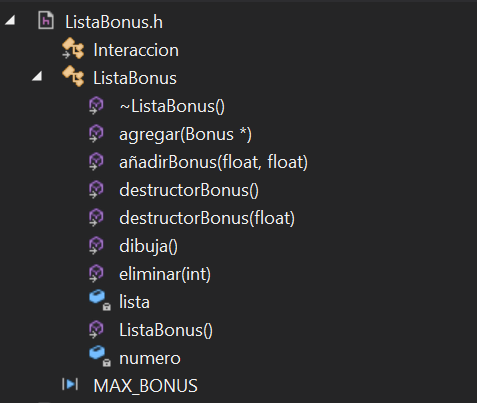 ListaBonus.h
Interaccion
ListaBonus
~ListaBonus()
agregar(Bonus *)
añadirBonus(float, float)
destructorBonus()
destructorBonus(float)
dibuja()
eliminar(int)
lista
ListaBonus()
numero
MAX_BONUS